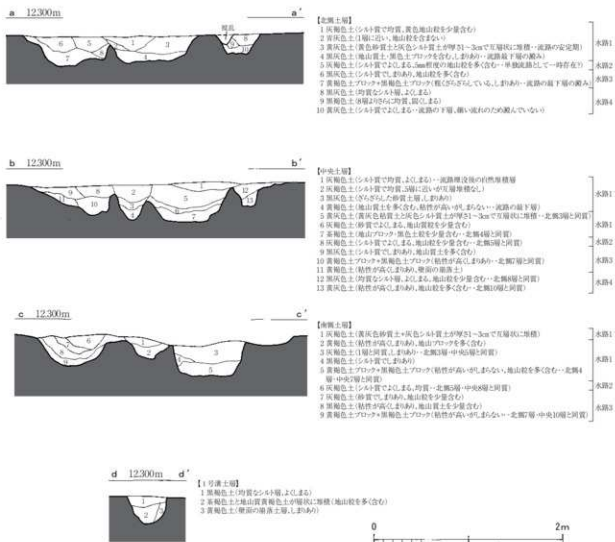 a 12.300m a'
攪乱
【北側土層】
1 灰褐色土(シルト質で均質、黄色地山粒を少量含む)
2 青灰色土(1層に近い、地山粒を含まない)
3 黄灰色土(黄色砂質土と灰色シルト質土が厚さ1~3cmで互層状に堆積‥流路の安定期)
4 黒灰色土(地山質土・黒色土ブロックを含む、しまりあり‥流路最下層の澱み)
5 灰褐色土(シルト質でよくしまる、5mm程度の地山粒を多く含む‥単独流路として一時存在?)
6 黒灰色土(シルト質でしまりあり、地山粒を多く含む)
7 黄褐色土ブロック+黒褐色土ブロック(粗くざらざらしている、しまりあり‥流路の最下層の澱み)
8 黒灰色土(均質なシルト層、よくしまる)
9 黒褐色土(8層よりさらに均質、固くしまる)
10 黄灰色土(シルト質でよくしまる‥流路の下層、細い流れのため澱んでいない)
水路1
水路2
水路3
水路4
b 12.300m b'
【中央土層】
1 灰褐色土(シルト質で均質、よくしまる)‥流路埋没後の自然堆積層
2 灰褐色土(シルト質で均質、5層に近いが互層堆積なし)
3 黒灰色土(ざらざらした砂質土層、しまりあり)
4 黄褐色土(地山質土を多く含む、粘性が高いがしまらない‥流路の最下層)
5 黄灰色土(黄灰色粘質土と灰色シルト質土が厚さ1~3cmで互層状に堆積‥北側3層と同質)
6 灰褐色土(砂質でよくしまる、地山粒を少量含む)
7 茶褐色土(地山ブロック・黒色土粒を少量含む‥北側4層と同質)
8 灰褐色土(シルト質でよくしまる、地山粒を少量含む‥北側5層と同質)
9 黒灰色土(シルト質でしまりあり、地山質土を多く含む)
10 黄褐色土ブロック+黒褐色土ブロック(粘性が高くしまりあり‥北側7層と同質)
11 黄褐色土(粘性が高くしまりあり、壁面の崩落土)
12 黒灰色土(均質なシルト層、よくしまる、地山粒を少量含む‥北側8層と同質)
13 黄灰色土(粘性が高くしまりあり、地山粒を多く含む‥北側10層と同質)
水路1'
水路1
水路2
水路3
水路4
c 12.300m c'
【南側土層】
1 灰褐色土(黄灰色砂質土+灰色シルト質土が厚さ1~3cmで互層状に堆積)
2 黄褐色土(粘性が高くしまりあり、地山ブロックを多く含む)
3 灰褐色土(1層と同質、しまりあり‥北側3層・中央5層と同質)
4 黒褐色土(シルト質でしまりあり)
5 黄褐色土ブロック+黒褐色土ブロック(粘性が高いがしまらない、地山粒を多く含む‥北側4層・中央7層と同質)
6 灰褐色土(シルト質でよくしまる、均質‥北側5層・中央8層と同質)
7 灰褐色土(砂質でしまりあり、地山粒を少量含む)
8 黒褐色土(粘性が高くしまりあり、地山質土を少量含む)
9 黄褐色土ブロック+黒褐色土ブロック(粘性が高いがしまらない‥北側7層・中央10層と同質)
水路1'
水路1
水路2
水路3
d 12.300m d'
【1号溝土層】
1 黒褐色土(均質なシルト層、よくしまる)
2 茶褐色土と地山質黄褐色土が層状に堆積(地山粒を多く含む)
3 黄褐色土(壁面の崩落土層、しまりあり)
0 2m